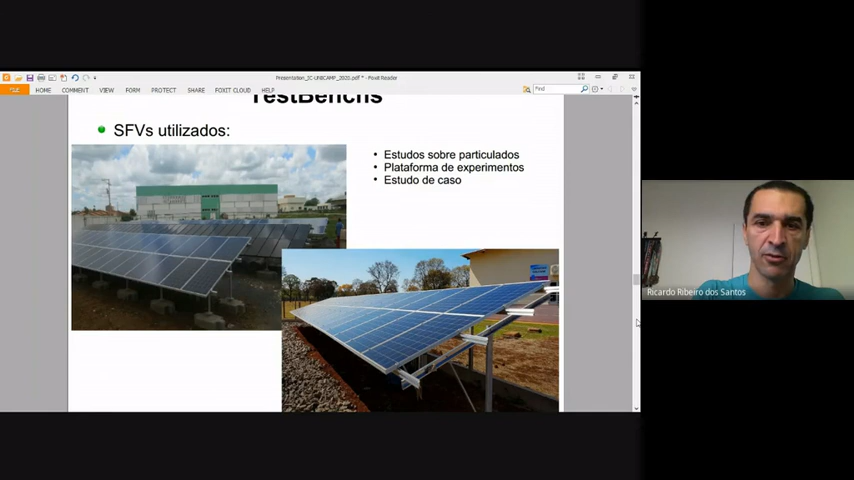 Presentation_IC-UNICAMP_2020.pdf * - Foxit Reader
HOME COMMENT VIEW FORM PROTECT SHARE FOXIT CLOUD HELP
Find
TestBenchs
SFVs utilizados:
• Estudos sobre particulados
• Plataforma de experimentos
• Estudo de caso
Ricardo Ribeiro dos Santos